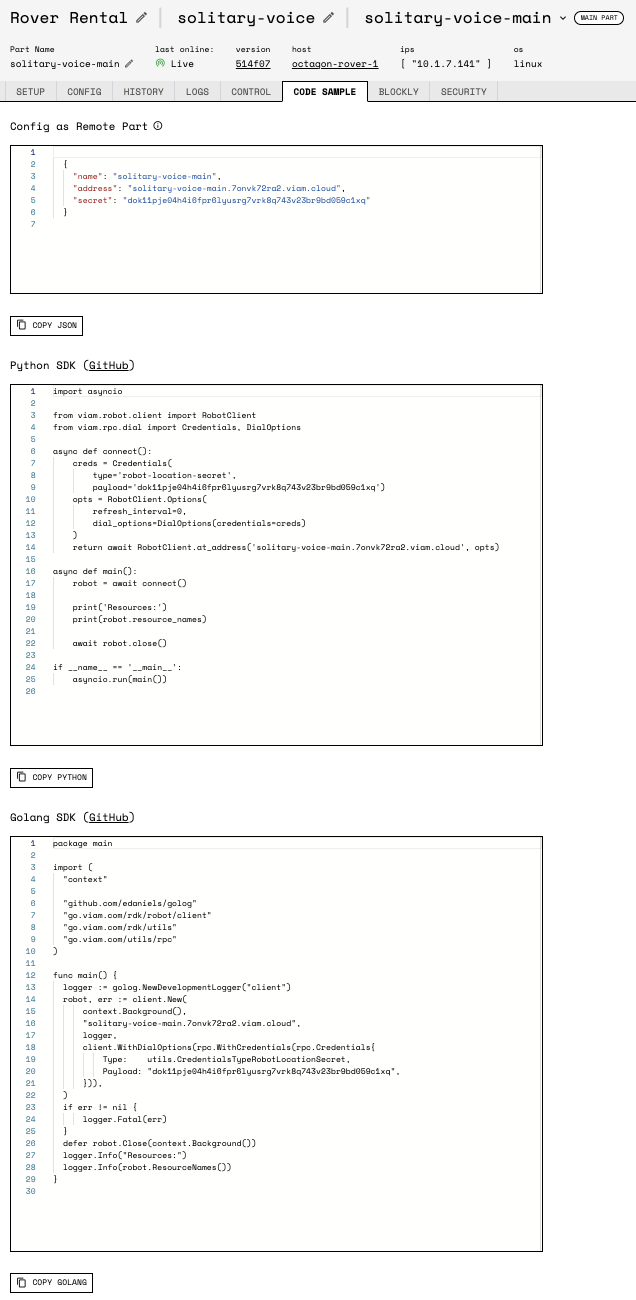 Rover Rental | solitary-voice | solitary-voice-main MAIN PART
Part Name last online: version host ips os
solitary-voice-main Live 514f07 octagon-rover-1 [ "10.1.7.141" ] linux
SETUP CONFIG HISTORY LOGS CONTROL CODE SAMPLE BLOCKLY SECURITY
Config as Remote Part
1
2 {
3 "name": "solitary-voice-main",
4 "address": "solitary-voice-main.7onvk72ra2.viam.cloud",
5 "secret": "dok11pje04h4i6fpr6lyusrg7vrk8q743v23br9bd059c1xq"
6 }
7
COPY JSON
Python SDK (GitHub)
1 import asyncio
2
3 from viam.robot.client import RobotClient
4 from viam.rpc.dial import Credentials, DialOptions
5
6 async def connect():
7 creds = Credentials(
8 type='robot-location-secret',
9 payload='dok11pje04h4i6fpr6lyusrg7vrk8q743v23br9bd059c1xq')
10 opts = RobotClient.Options(
11 refresh_interval=0,
12 dial_options=DialOptions(credentials=creds)
13 )
14 return await RobotClient.at_address('solitary-voice-main.7onvk72ra2.viam.cloud', opts)
15
16 async def main():
17 robot = await connect()
18
19 print('Resources:')
20 print(robot.resource_names)
21
22 await robot.close()
23
24 if __name__ == '__main__':
25 asyncio.run(main())
26
COPY PYTHON
Golang SDK (GitHub)
1 package main
2
3 import (
4 "context"
5
6 "github.com/edaniels/golog"
7 "go.viam.com/rdk/robot/client"
8 "go.viam.com/rdk/utils"
9 "go.viam.com/utils/rpc"
10 )
11
12 func main() {
13 logger := golog.NewDevelopmentLogger("client")
14 robot, err := client.New(
15 context.Background(),
16 "solitary-voice-main.7onvk72ra2.viam.cloud",
17 logger,
18 client.WithDialOptions(rpc.WithCredentials(rpc.Credentials{
19 Type: utils.CredentialsTypeRobotLocationSecret,
20 Payload: "dok11pje04h4i6fpr6lyusrg7vrk8q743v23br9bd059c1xq",
21 })),
22 )
23 if err != nil {
24 logger.Fatal(err)
25 }
26 defer robot.Close(context.Background())
27 logger.Info("Resources:")
28 logger.Info(robot.ResourceNames())
29 }
30
COPY GOLANG